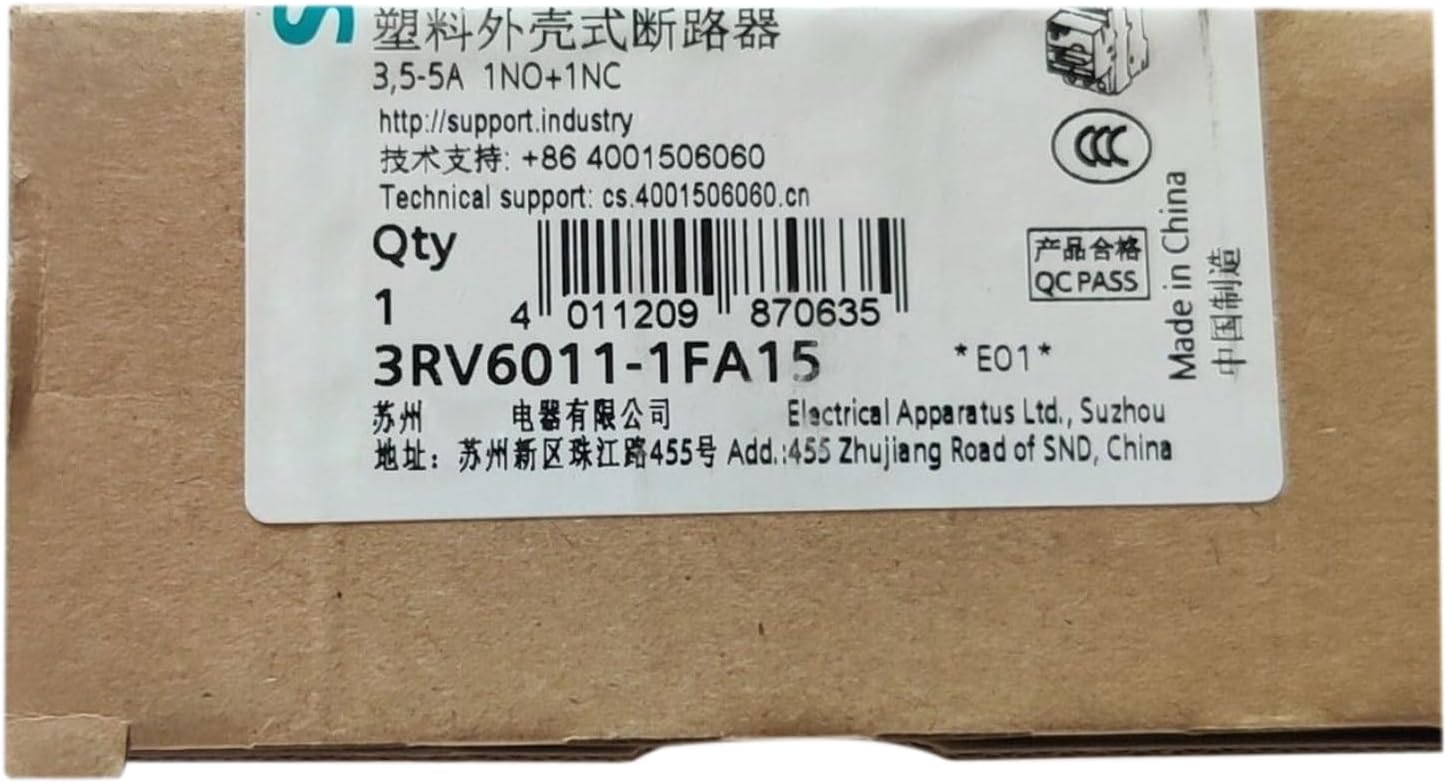 S
塑料外壳式断路器
3,5-5A 1NO+1NC
http://support.industry
技术支持: +86 4001506060
Technical support: cs.4001506060.cn
Qty
1
4 011209 870635
3RV6011-1FA15
*E01*
苏州 电器有限公司 Electrical Apparatus Ltd., Suzhou
地址：苏州新区珠江路455号 Add.:455 Zhujiang Road of SND, China
CCC
产品合格
QC PASS
Made in China
中国制造